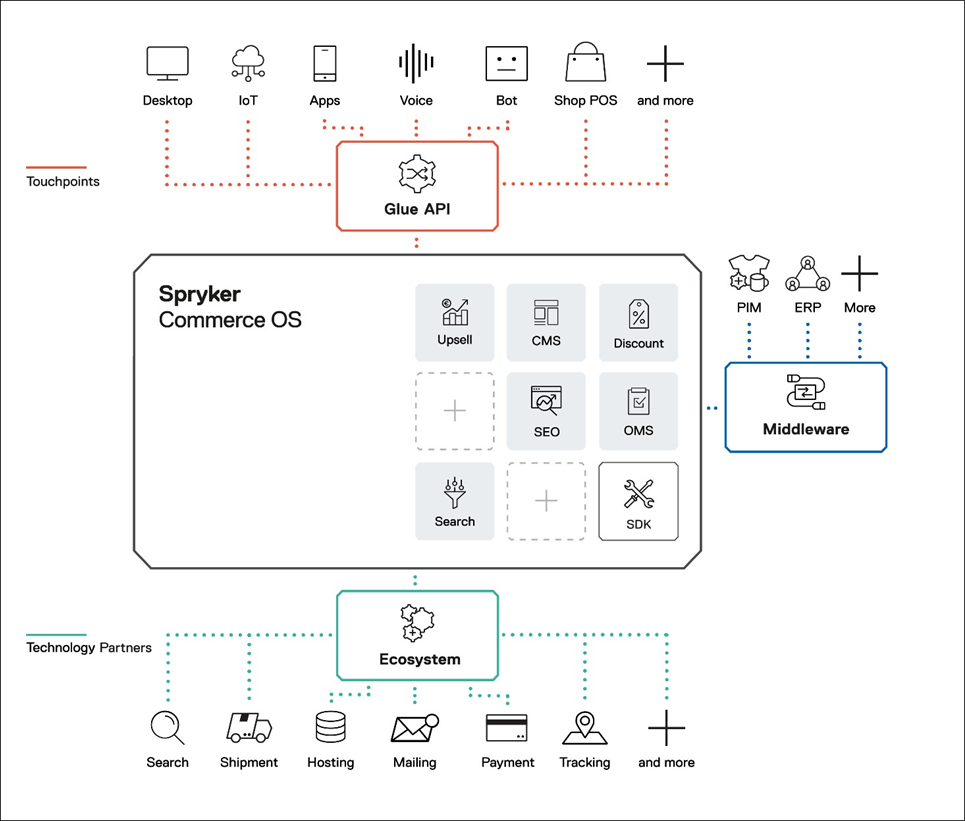 Desktop
IoT
Apps
Voice
Bot
Shop POS
and more
Touchpoints
Glue API
Spryker
Commerce OS
Upsell
CMS
Discount
SEO
OMS
Search
SDK
PIM
ERP
More
Middleware
Technology Partners
Ecosystem
Search
Shipment
Hosting
Mailing
Payment
Tracking
and more